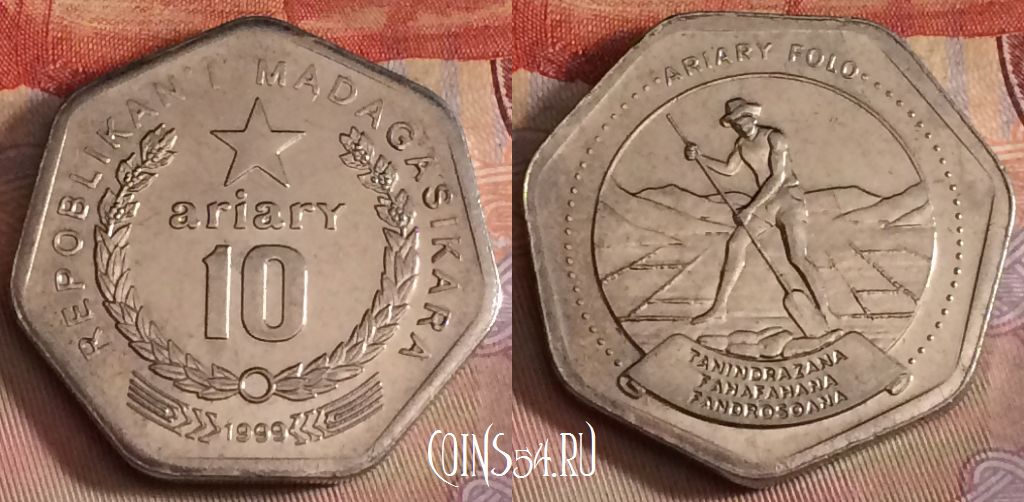 REPOBLIKAN'I MADAGASIKARA
ariary
10
1999
ARIARY FOLO
TANINDRAZANA
FAHAFAHANA
FANDROSOANA
COINS54.RU